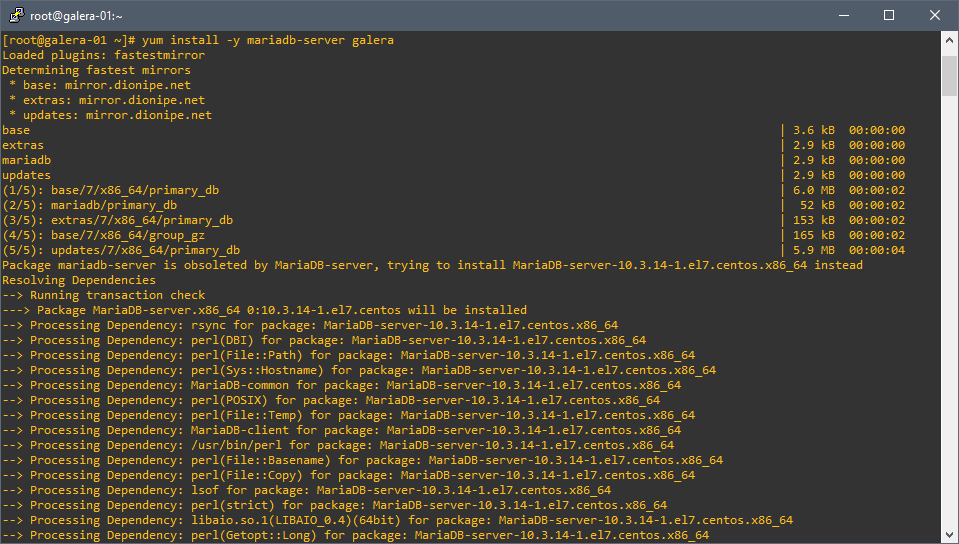 root@galera-01:~
[root@galera-01 ~]# yum install -y mariadb-server galera
Loaded plugins: fastestmirror
Determining fastest mirrors
 * base: mirror.dionipe.net
 * extras: mirror.dionipe.net
 * updates: mirror.dionipe.net
base | 3.6 kB 00:00:00
extras | 2.9 kB 00:00:00
mariadb | 2.9 kB 00:00:00
updates | 2.9 kB 00:00:00
(1/5): base/7/x86_64/primary_db | 6.0 MB 00:00:02
(2/5): mariadb/primary_db | 52 kB 00:00:02
(3/5): extras/7/x86_64/primary_db | 153 kB 00:00:02
(4/5): base/7/x86_64/group_gz | 165 kB 00:00:02
(5/5): updates/7/x86_64/primary_db | 5.9 MB 00:00:04
Package mariadb-server is obsoleted by MariaDB-server, trying to install MariaDB-server-10.3.14-1.el7.centos.x86_64 instead
Resolving Dependencies
--> Running transaction check
---> Package MariaDB-server.x86_64 0:10.3.14-1.el7.centos will be installed
--> Processing Dependency: rsync for package: MariaDB-server-10.3.14-1.el7.centos.x86_64
--> Processing Dependency: perl(DBI) for package: MariaDB-server-10.3.14-1.el7.centos.x86_64
--> Processing Dependency: perl(File::Path) for package: MariaDB-server-10.3.14-1.el7.centos.x86_64
--> Processing Dependency: perl(Sys::Hostname) for package: MariaDB-server-10.3.14-1.el7.centos.x86_64
--> Processing Dependency: MariaDB-common for package: MariaDB-server-10.3.14-1.el7.centos.x86_64
--> Processing Dependency: perl(POSIX) for package: MariaDB-server-10.3.14-1.el7.centos.x86_64
--> Processing Dependency: perl(File::Temp) for package: MariaDB-server-10.3.14-1.el7.centos.x86_64
--> Processing Dependency: MariaDB-client for package: MariaDB-server-10.3.14-1.el7.centos.x86_64
--> Processing Dependency: /usr/bin/perl for package: MariaDB-server-10.3.14-1.el7.centos.x86_64
--> Processing Dependency: perl(File::Basename) for package: MariaDB-server-10.3.14-1.el7.centos.x86_64
--> Processing Dependency: perl(File::Copy) for package: MariaDB-server-10.3.14-1.el7.centos.x86_64
--> Processing Dependency: lsof for package: MariaDB-server-10.3.14-1.el7.centos.x86_64
--> Processing Dependency: perl(strict) for package: MariaDB-server-10.3.14-1.el7.centos.x86_64
--> Processing Dependency: libaio.so.1(LIBAIO_0.4)(64bit) for package: MariaDB-server-10.3.14-1.el7.centos.x86_64
--> Processing Dependency: perl(Getopt::Long) for package: MariaDB-server-10.3.14-1.el7.centos.x86_64